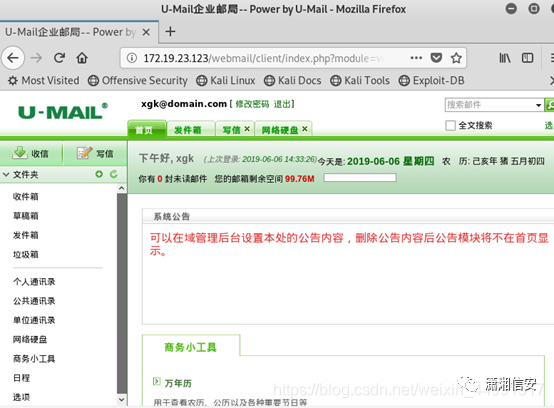 U-Mail企业邮局-- Power by U-Mail - Mozilla Firefox
U-Mail企业邮局-- Power by
172.19.23.123/webmail/client/index.php?module=
Most Visited Offensive Security Kali Linux Kali Docs Kali Tools Exploit-DB
U-MAIL®
xgk@domain.com [ 修改密码 退出]
搜索邮件
全文搜索 选
首页 发件箱 写信 网络硬盘
收信 写信
下午好, xgk (上次登录: 2019-06-06 14:33:26) 今天是: 2019-06-06 星期四 农 历: 己亥年 猪 五月初四
你有 0 封未读邮件 您的邮箱剩余空间 99.76M
文件夹
收件箱
草稿箱
发件箱
垃圾箱
个人通讯录
公共通讯录
单位通讯录
网络硬盘
商务小工具
日程
选项
系统公告
可以在域管理后台设置本处的公告内容，删除公告内容后公告模块将不在首页显
示。
商务小工具
万年历
用于查看农历、公历以及各种重要节日等
潇湘信安